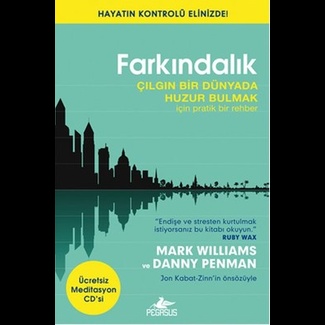 HAYATIN KONTROLÜ ELİNİZDE!
Farkındalık
ÇILGIN BİR DÜNYADA
HUZUR BULMAK
için pratik bir rehber
"Endişe ve stresten kurtulmak
istiyorsanız bu kitabı okuyun."
RUBY WAX
MARK WILLIAMS
ve DANNY PENMAN
Jon Kabat-Zinn'in önsözüyle
Ücretsiz
Meditasyon
CD'si
PEGASUS